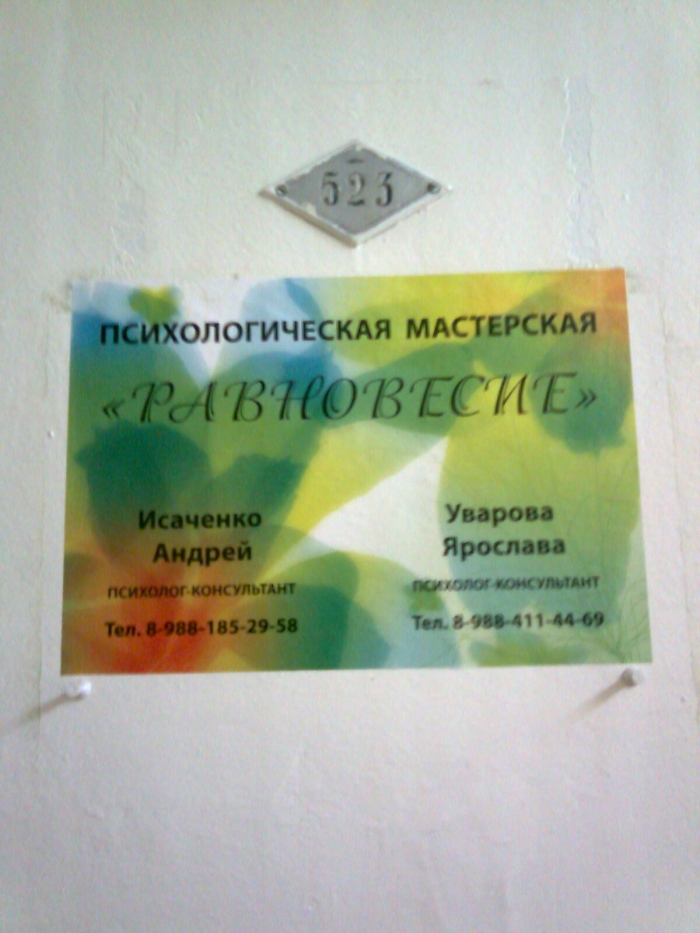 523
ПСИХОЛОГИЧЕСКАЯ МАСТЕРСКАЯ
«РАВНОВЕСИЕ»
Исаченко
Андрей
ПСИХОЛОГ-КОНСУЛЬТАНТ
Тел. 8-988-185-29-58
Уварова
Ярослава
ПСИХОЛОГ-КОНСУЛЬТАНТ
Тел. 8-988-411-44-69